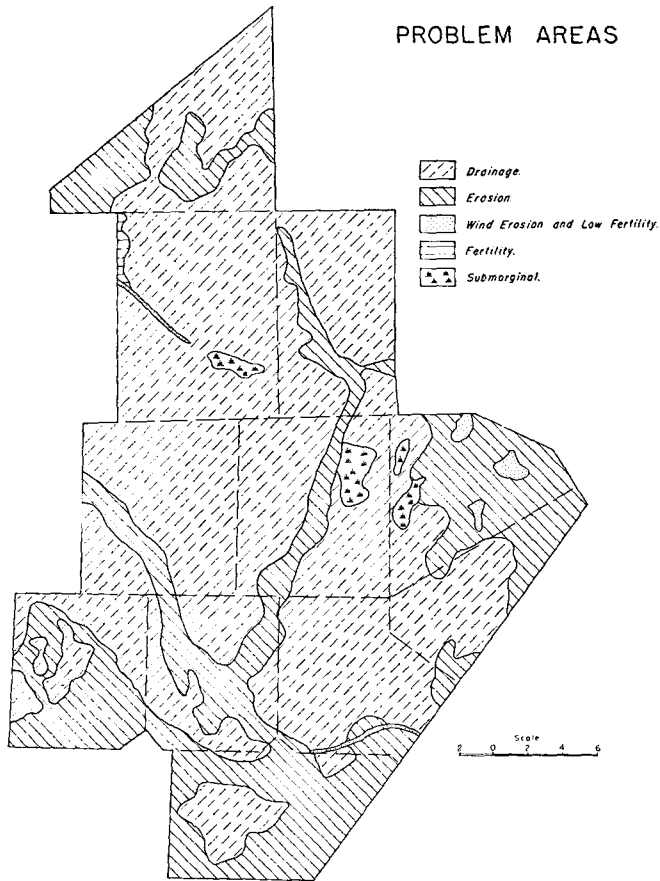 PROBLEM AREAS
Drainage.
Erosion.
Wind Erosion and Low Fertility.
Fertility.
Submarginal.
Scale
2 0 2 4 6